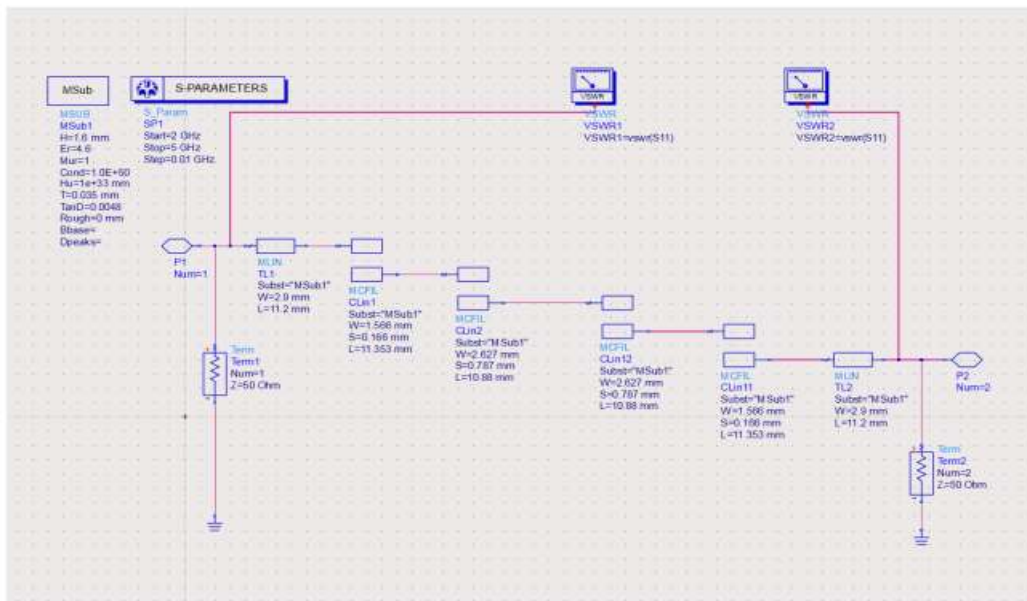 MSub
S-PARAMETERS
MSUB
MSub1
H=1.6 mm
Er=4.6
Mur=1
Cond=1.0E+50
Hu=1e+33 mm
T=0.035 mm
TanD=0.0048
Rough=0 mm
Bbase=
Dpeaks=
S_Param
SP1
Start=2 GHz
Stop=5 GHz
Step=0.01 GHz
VSWR
VSWR
VSWR1
VSWR1=vswr(S11)
VSWR
VSWR
VSWR2
VSWR2=vswr(S11)
P1
Num=1
MLIN
TL1
Subst="MSub1"
W=2.9 mm
L=11.2 mm
MCFIL
CLin1
Subst="MSub1"
W=1.566 mm
S=0.166 mm
L=11.353 mm
MCFIL
CLin2
Subst="MSub1"
W=2.627 mm
S=0.787 mm
L=10.88 mm
MCFIL
CLin12
Subst="MSub1"
W=2.627 mm
S=0.787 mm
L=10.88 mm
MCFIL
CLin11
Subst="MSub1"
W=1.566 mm
S=0.166 mm
L=11.353 mm
MLIN
TL2
Subst="MSub1"
W=2.9 mm
L=11.2 mm
P2
Num=2
Term
Term1
Num=1
Z=50 Ohm
Term
Term2
Num=2
Z=50 Ohm